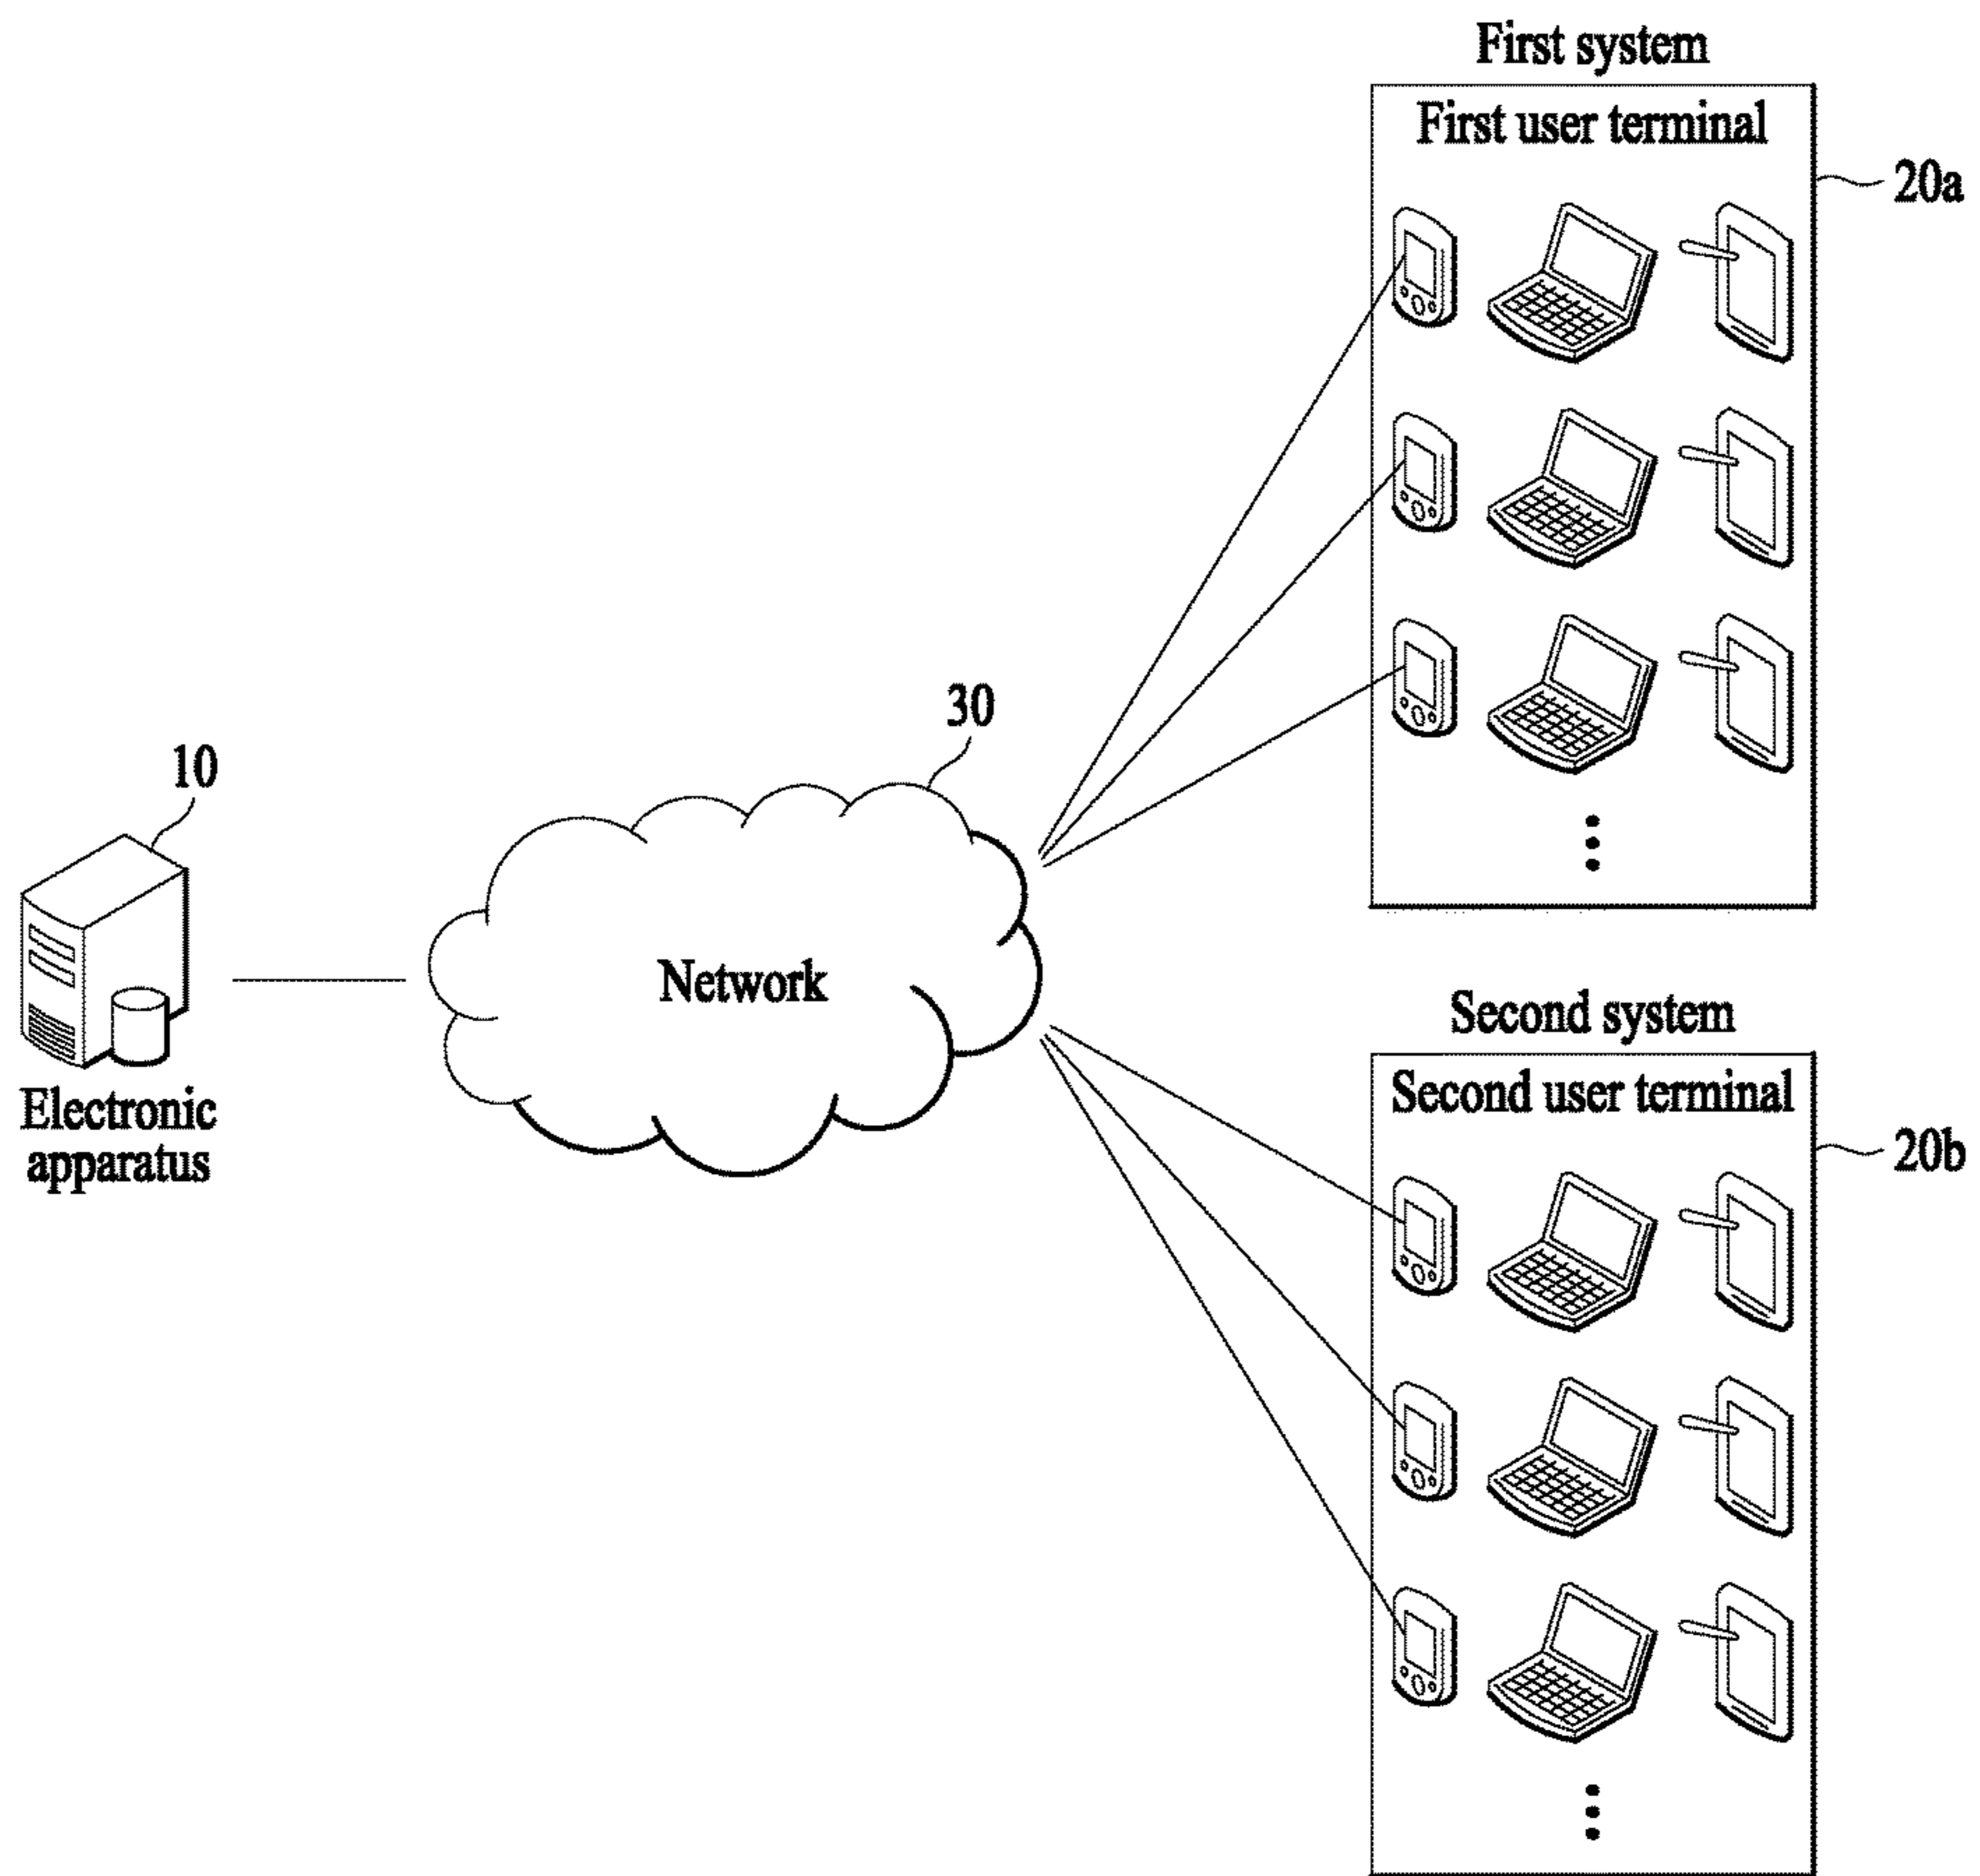 First system
First user terminal
20a
30
10
Network
Electronic
apparatus
Second system
Second user terminal
20b